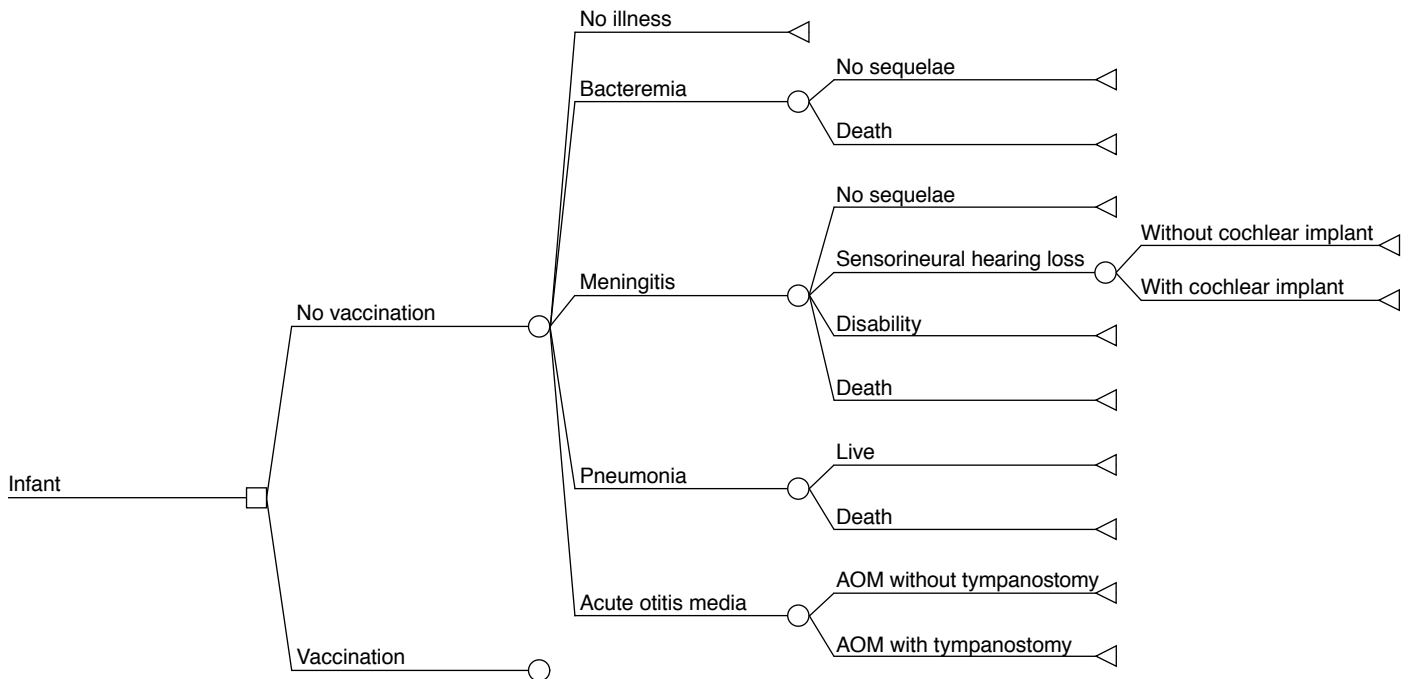 No illness
No sequelae
Bacteremia
Death
No sequelae
Without cochlear implant
Sensorineural hearing loss
With cochlear implant
Meningitis
No vaccination
Disability
Death
Live
Pneumonia
Infant
Death
AOM without tympanostomy
Acute otitis media
AOM with tympanostomy
Vaccination